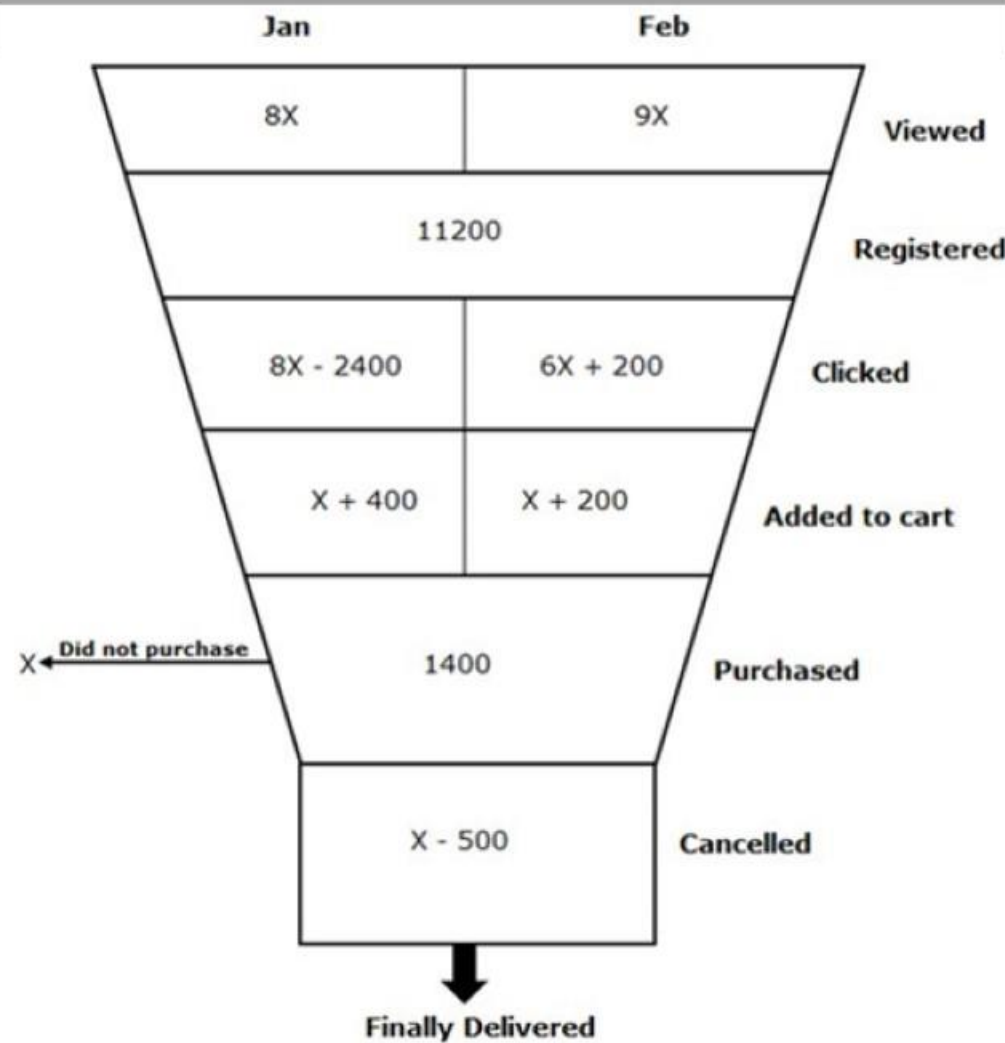 Jan Feb
8X 9X Viewed
11200 Registered
8X - 2400 6X + 200 Clicked
X + 400 X + 200 Added to cart
X Did not purchase 1400 Purchased
X - 500 Cancelled
Finally Delivered